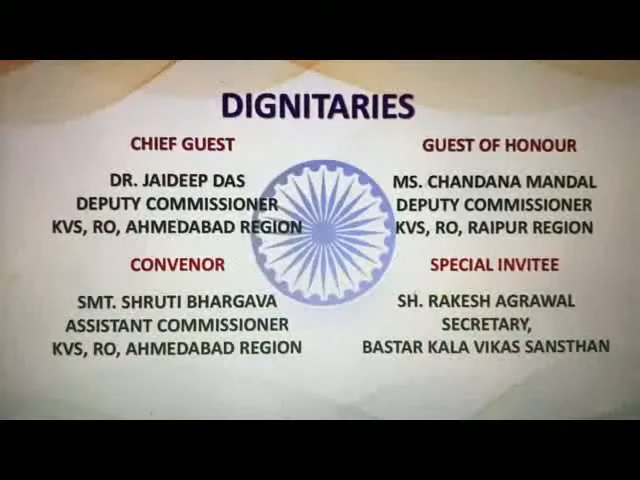 DIGNITARIES
CHIEF GUEST
DR. JAIDEEP DAS
DEPUTY COMMISSIONER
KVS, RO, AHMEDABAD REGION
GUEST OF HONOUR
MS. CHANDANA MANDAL
DEPUTY COMMISSIONER
KVS, RO, RAIPUR REGION
CONVENOR
SMT. SHRUTI BHARGAVA
ASSISTANT COMMISSIONER
KVS, RO, AHMEDABAD REGION
SPECIAL INVITEE
SH. RAKESH AGRAWAL
SECRETARY,
BASTAR KALA VIKAS SANSTHAN